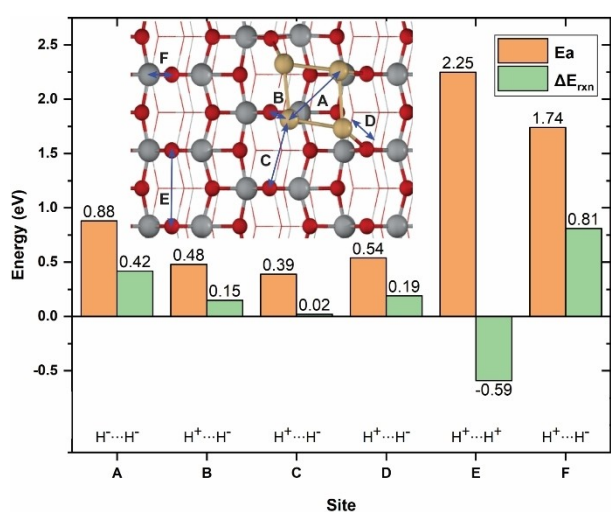 2.5
2.0
1.5
1.0
0.5
0.0
-0.5
Energy (eV)
F
B
A
D
C
E
Ea
ΔErxn
0.88
0.42
0.48
0.15
0.39
0.02
0.54
0.19
2.25
-0.59
1.74
0.81
H⁻···H⁻ H⁺···H⁻ H⁺···H⁻ H⁺···H⁻ H⁺···H⁺ H⁺···H⁻
A B C D E F
Site